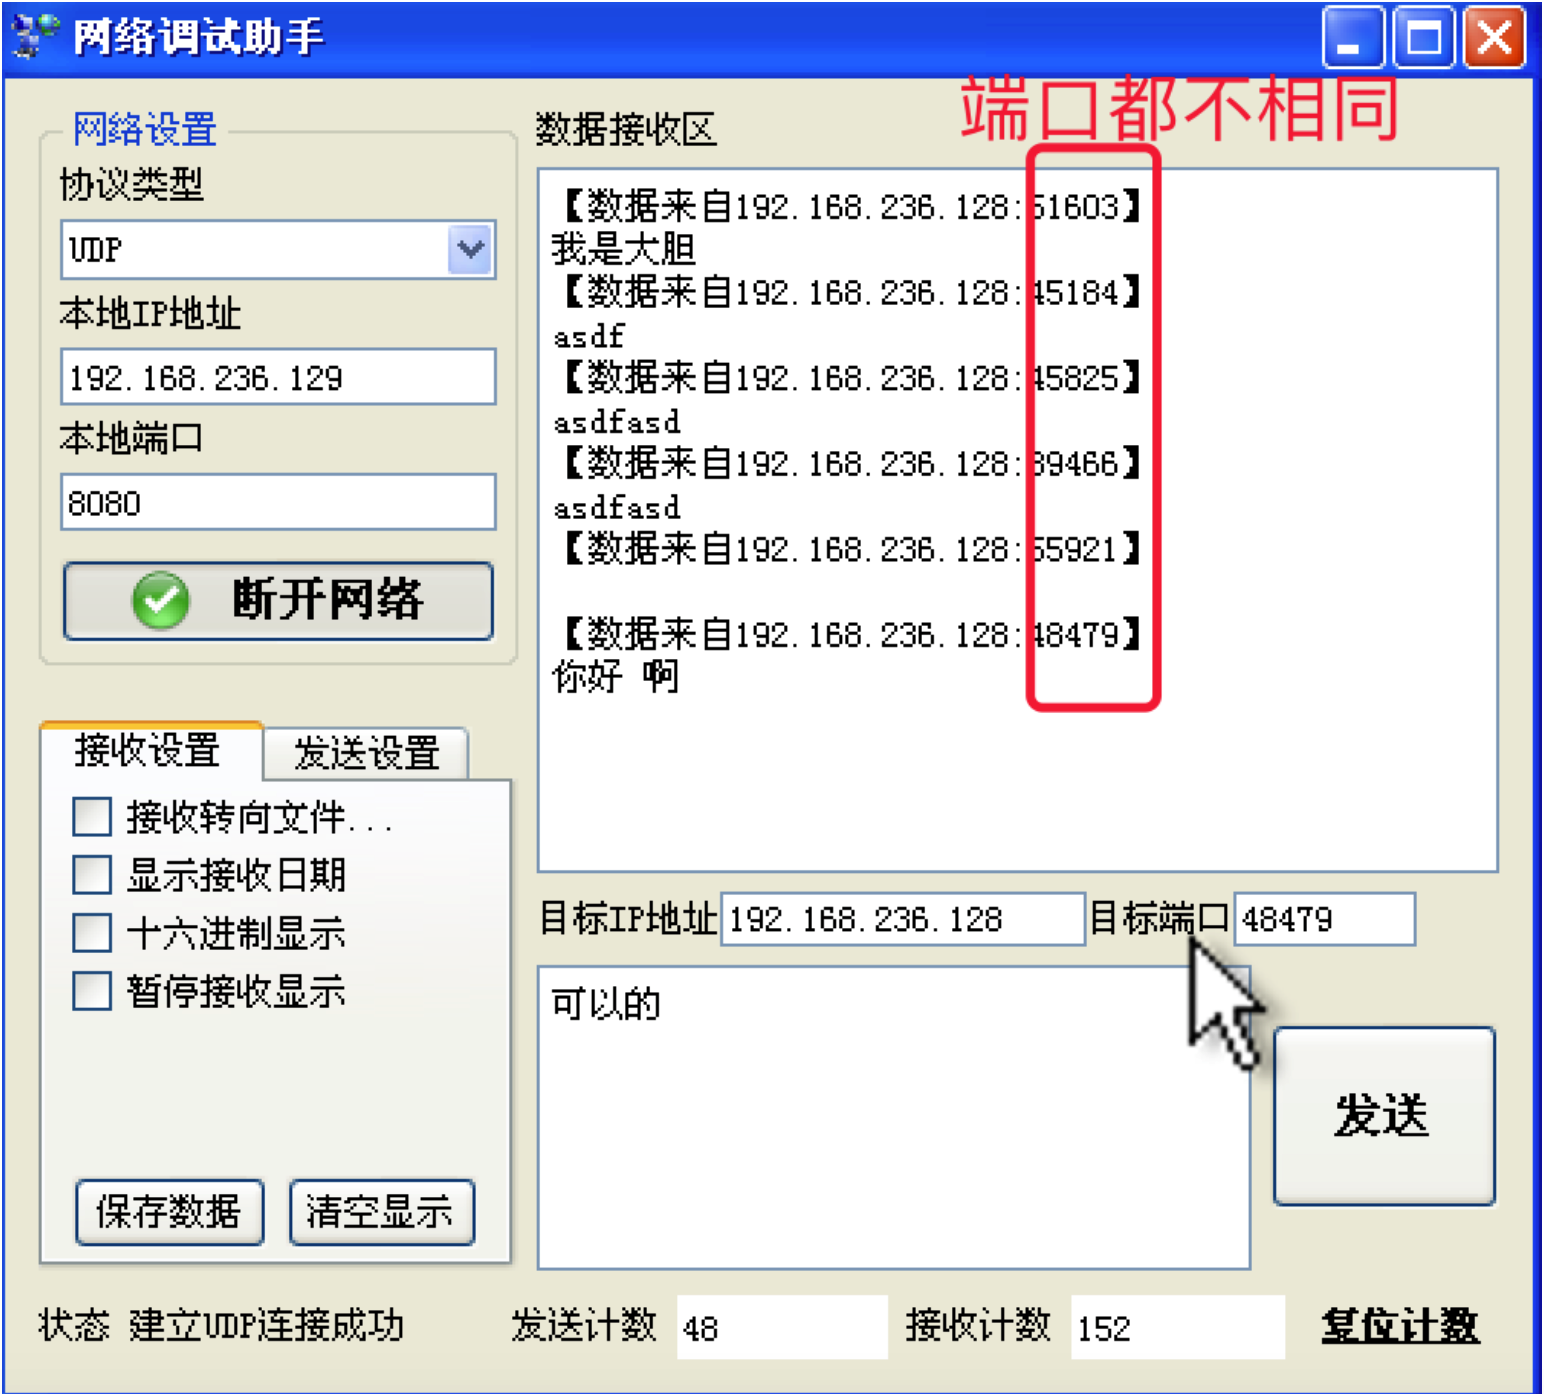 网络调试助手
端口都不相同
网络设置
协议类型
UDP
本地IP地址
192.168.236.129
本地端口
8080
断开网络
数据接收区
【数据来自192.168.236.128:51603】
我是大胆
【数据来自192.168.236.128:45184】
asdf
【数据来自192.168.236.128:45825】
asdfasd
【数据来自192.168.236.128:39466】
asdfasd
【数据来自192.168.236.128:55921】
【数据来自192.168.236.128:48479】
你好 啊
接收设置 发送设置
接收转向文件...
显示接收日期
十六进制显示
暂停接收显示
保存数据 清空显示
目标IP地址 192.168.236.128 目标端口 48479
可以的
发送
状态 建立UDP连接成功 发送计数 48 接收计数 152 复位计数